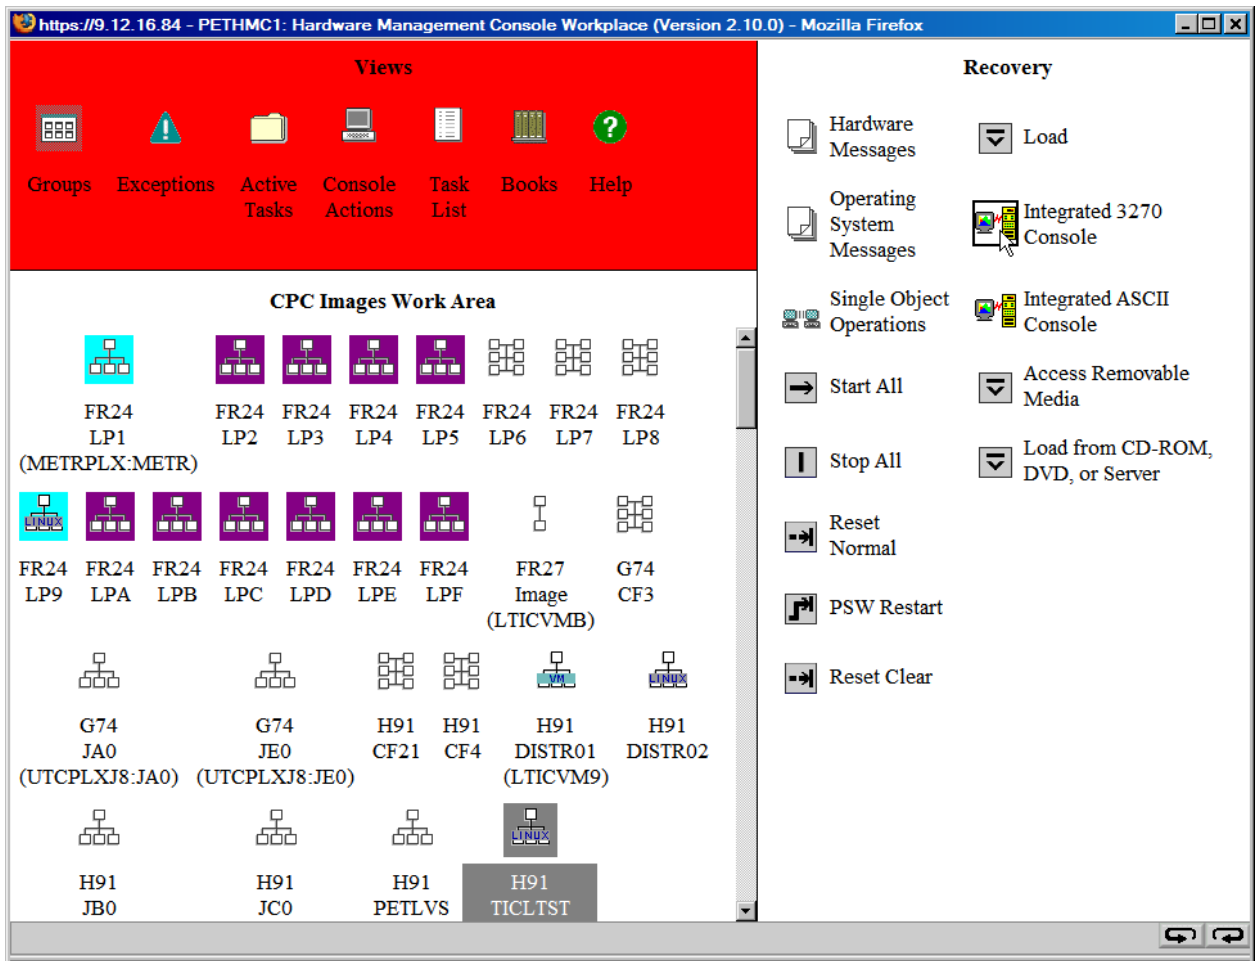 https://9.12.16.84 - PETHMC1: Hardware Management Console Workplace (Version 2.10.0) - Mozilla Firefox
Views
Groups Exceptions Active Tasks Console Actions Task List Books Help
CPC Images Work Area
FR24 LP1 (METRPLX:METR) FR24 LP2 FR24 LP3 FR24 LP4 FR24 LP5 FR24 LP6 FR24 LP7 FR24 LP8
LINUX
FR24 LP9 FR24 LPA FR24 LPB FR24 LPC FR24 LPD FR24 LPE FR24 LPF FR27 Image (LTICVMB) G74 CF3
VM LINUX
G74 JA0 (UTCPLXJ8:JA0) G74 JE0 (UTCPLXJ8:JE0) H91 CF21 H91 CF4 H91 DISTR01 (LTICVM9) H91 DISTR02
LINUX
H91 JB0 H91 JC0 H91 PETLVS H91 TICLTST
Recovery
Hardware Messages
Load
Operating System Messages
Integrated 3270 Console
Single Object Operations
Integrated ASCII Console
Start All
Access Removable Media
Stop All
Load from CD-ROM, DVD, or Server
Reset Normal
PSW Restart
Reset Clear